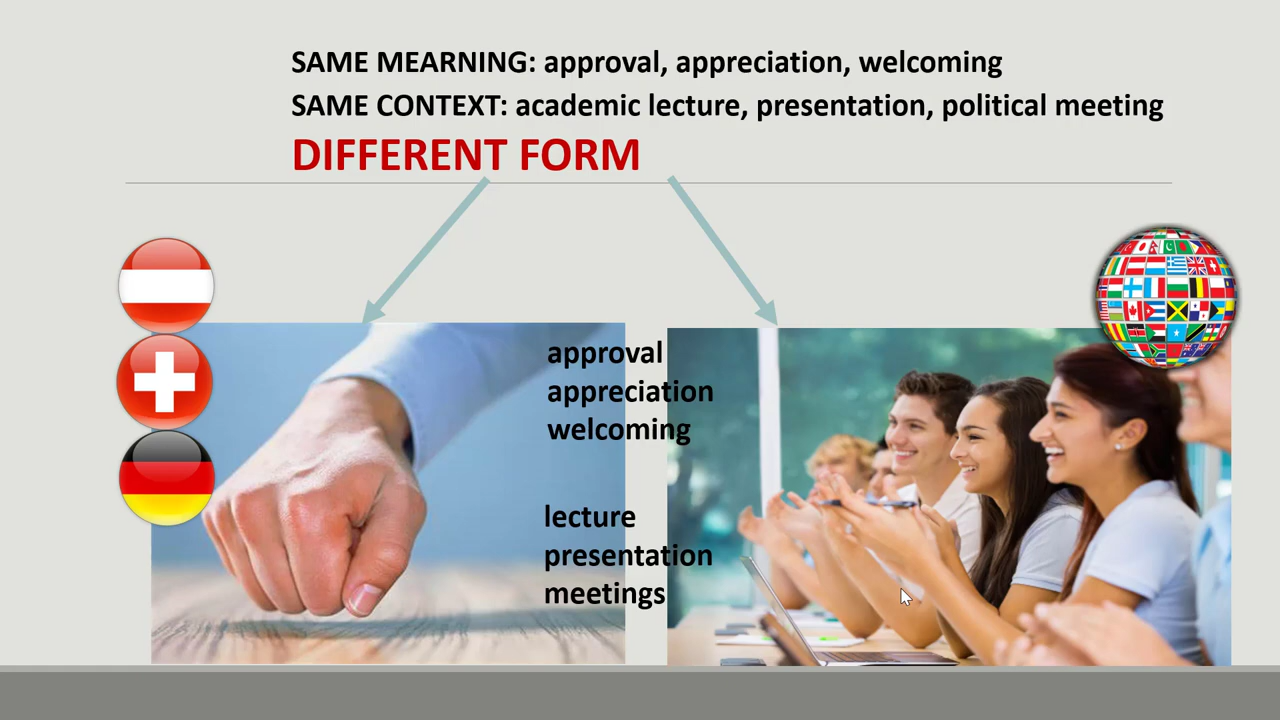 SAME MEARNING: approval, appreciation, welcoming
SAME CONTEXT: academic lecture, presentation, political meeting
DIFFERENT FORM
approval
appreciation
welcoming
lecture
presentation
meetings